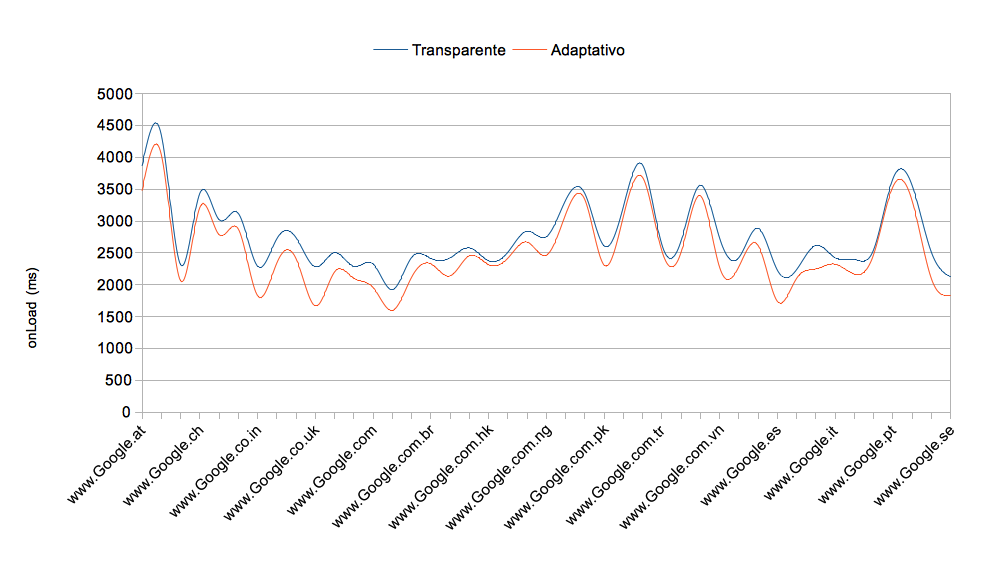 Transparente
Adaptativo
5000
4500
4000
3500
3000
2500
2000
1500
1000
500
0
onLoad (ms)
www.Google.at
www.Google.ch
www.Google.co.in
www.Google.co.uk
www.Google.com
www.Google.com.br
www.Google.com.hk
www.Google.com.ng
www.Google.com.pk
www.Google.com.tr
www.Google.com.vn
www.Google.es
www.Google.it
www.Google.pt
www.Google.se